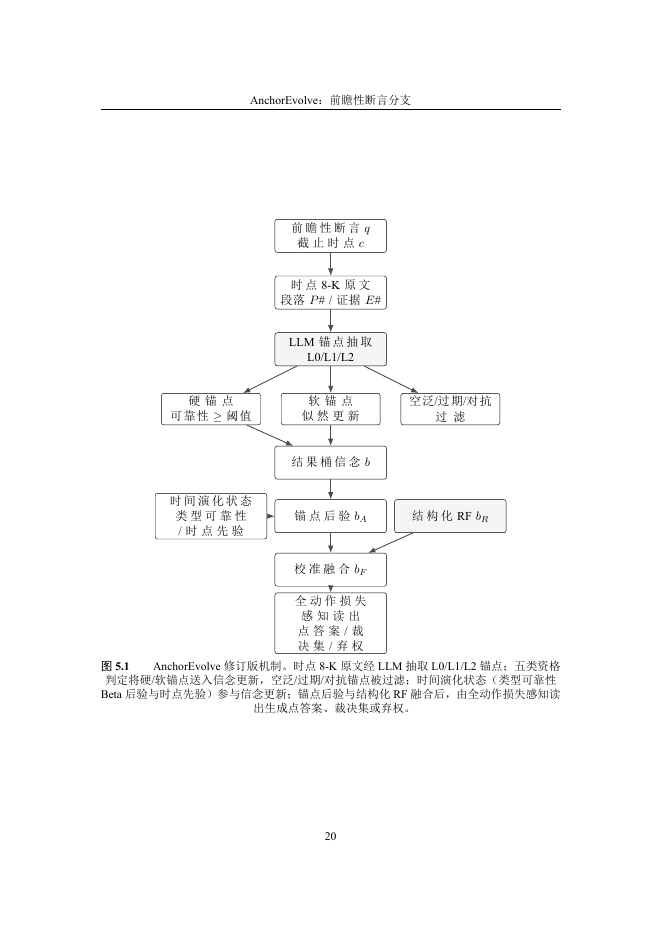 AnchorEvolve：前瞻性断言分支
前瞻性断言 q
截止时点 c
时点 8-K 原文
段落 P# / 证据 E#
LLM 锚点抽取
L0/L1/L2
硬锚点
可靠性 ≥ 阈值
软锚点
似然更新
空泛/过期/对抗
过滤
结果桶信念 b
时间演化状态
类型可靠性
/ 时点先验
锚点后验 b_A
结构化 RF b_R
校准融合 b_F
全动作损失
感知读出
点答案 / 裁
决集 / 弃权
图 5.1 AnchorEvolve 修订版机制。时点 8-K 原文经 LLM 抽取 L0/L1/L2 锚点；五类资格
判定将硬/软锚点送入信念更新，空泛/过期/对抗锚点被过滤；时间演化状态（类型可靠性
Beta 后验与时点先验）参与信念更新；锚点后验与结构化 RF 融合后，由全动作损失感知读
出生成点答案、裁决集或弃权。
20